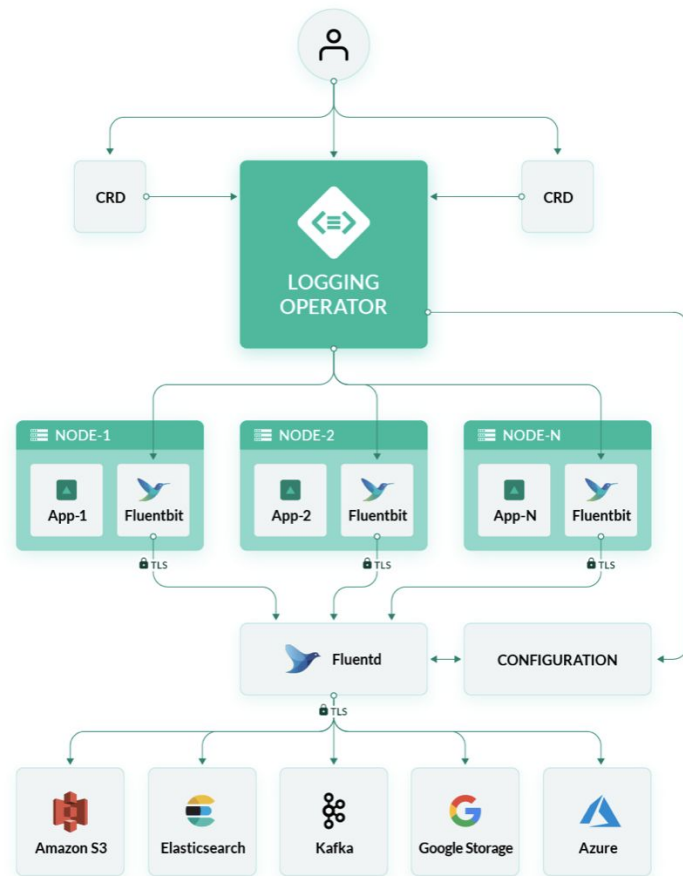 CRD
CRD
LOGGING
OPERATOR
NODE-1
NODE-2
NODE-N
App-1
Fluentbit
App-2
Fluentbit
App-N
Fluentbit
TLS
TLS
TLS
Fluentd
CONFIGURATION
TLS
Amazon S3
Elasticsearch
Kafka
Google Storage
Azure